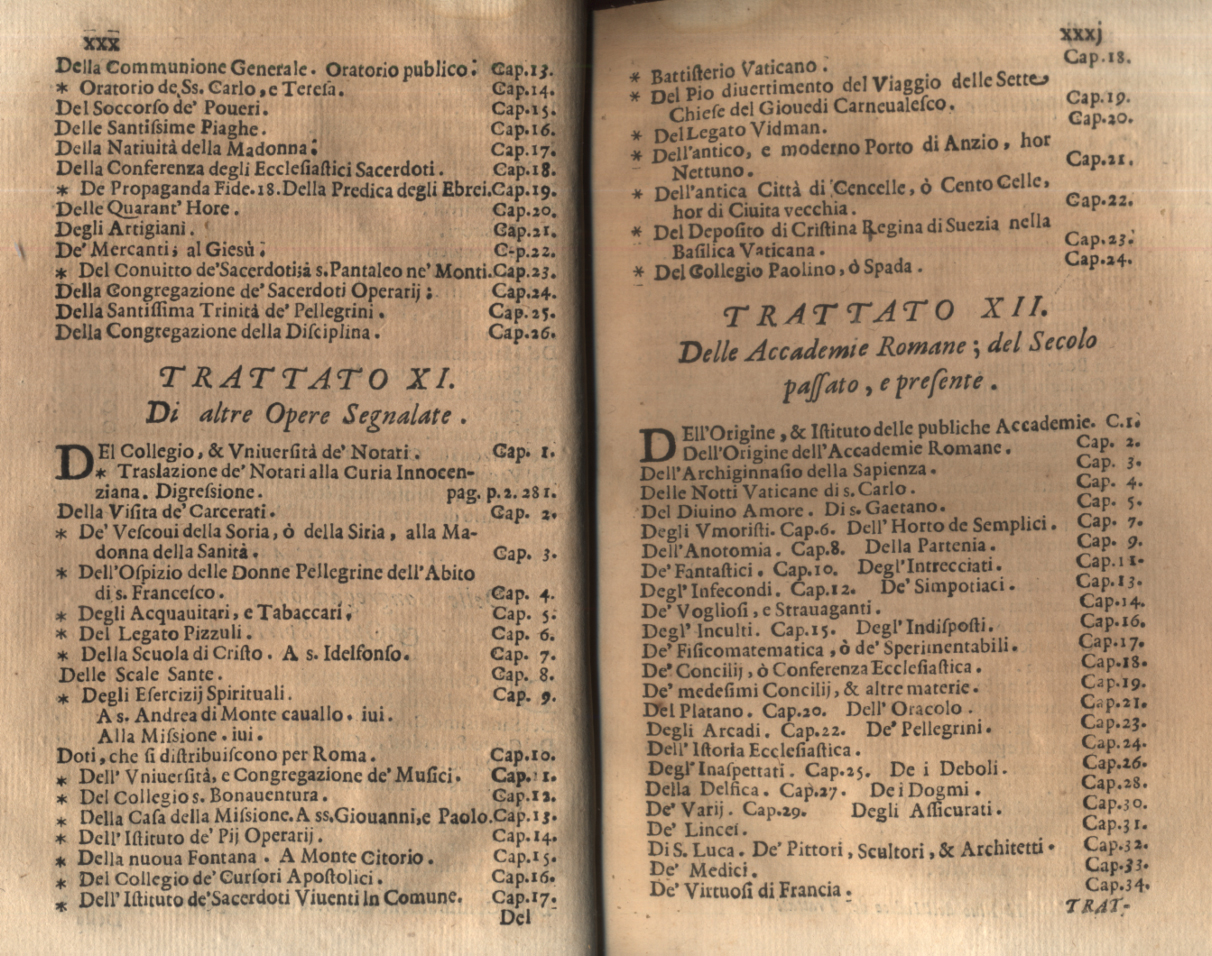 xxx
Della Communione Generale. Oratorio publico. Cap.13.
* Oratorio de Ss. Carlo, e Teresa. Cap.14.
Del Soccorso de' Poueri. Cap.15.
Delle Santissime Piaghe. Cap.16.
Della Natiuità della Madonna. Cap.17.
Della Conferenza degli Ecclesiastici Sacerdoti. Cap.18.
* De Propaganda Fide.18.Della Predica degli Ebrei.Cap.19.
Delle Quarant' Hore. Cap.20.
Degli Artigiani. Cap.21.
De' Mercanti; al Giesù. C-p.22.
* Del Conuitto de'Sacerdoti;à s.Pantaleo ne' Monti.Cap.23.
Della Congregazione de' Sacerdoti Operarij; Cap.24.
Della Santissima Trinità de' Pellegrini. Cap.25.
Della Congregazione della Disciplina. Cap.26.
TRATTATO XI.
Di altre Opere Segnalate.
DEl Collegio, & Vniuersità de' Notari. Cap. 1.
* Traslazione de' Notari alla Curia Innocen-
ziana. Digressione. pag. p.2.281.
Della Visita de' Carcerati. Cap. 2.
* De' Vescoui della Soria, ò della Siria, alla Ma-
donna della Sanità. Cap. 3.
* Dell'Ospizio delle Donne Pellegrine dell'Abito
di s. Francesco. Cap. 4.
* Degli Acquauitari, e Tabaccari. Cap. 5.
* Del Legato Pizzuli. Cap. 6.
* Della Scuola di Cristo. A s. Idelfonso. Cap. 7.
Delle Scale Sante. Cap. 8.
* Degli Esercizij Spirituali. Cap. 9.
A s. Andrea di Monte cauallo. iui.
Alla Missione. iui.
Doti, che si distribuiscono per Roma. Cap.10.
* Dell' Vniuersità, e Congregazione de' Musici. Cap.11.
* Del Collegio s. Bonauentura. Cap.12.
* Della Casa della Missione. A ss.Giouanni,e Paolo.Cap.13.
* Dell' Istituto de' Pij Operarij. Cap.14.
* Della nuoua Fontana. A Monte Citorio. Cap.15.
* Del Collegio de' Cursori Apostolici. Cap.16.
* Dell' Istituto de'Sacerdoti Viuenti in Comune. Cap.17.
Del
xxxj
* Battisterio Vaticano. Cap.18.
* Del Pio diuertimento del Viaggio delle Sette
Chiese del Giouedi Carneualesco. Cap.19.
* Del Legato Vidman. Cap.20.
* Dell'antico, e moderno Porto di Anzio, hor
Nettuno. Cap.21.
* Dell'antica Città di Cencelle, ò Cento Celle,
hor di Ciuita vecchia. Cap.22.
* Del Deposito di Cristina Regina di Suezia nella
Basilica Vaticana. Cap.23.
* Del Collegio Paolino, ò Spada. Cap.24.
TRATTATO XII.
Delle Accademie Romane; del Secolo
passato, e presente.
DEll'Origine, & Istituto delle publiche Accademie. C.1.
Dell'Origine dell'Accademie Romane. Cap. 2.
Dell'Archiginnasio della Sapienza. Cap. 3.
Delle Notti Vaticane di s. Carlo. Cap. 4.
Del Diuino Amore. Di s. Gaetano. Cap. 5.
Degli Vmoristi. Cap.6. Dell' Horto de Semplici. Cap. 7.
Dell'Anotomia. Cap.8. Della Partenia. Cap. 9.
De' Fantastici. Cap.10. Degl'Intrecciati. Cap.11.
Degl' Infecondi. Cap.12. De' Simpotiaci. Cap.13.
De' Vogliosi, e Strauaganti. Cap.14.
Degl' Inculti. Cap.15. Degl'Indisposti. Cap.16.
De' Fisicomatematica, ò de' Sperimentabili. Cap.17.
De' Concilij, ò Conferenza Ecclesiastica. Cap.18.
De' medesimi Concilij, & altre materie. Cap.19.
Del Platano. Cap.20. Dell' Oracolo. Cap.21.
Degli Arcadi. Cap.22. De' Pellegrini. Cap.23.
Dell' Istoria Ecclesiastica. Cap.24.
Degl'Inaspettati. Cap.25. De i Deboli. Cap.26.
Della Delfica. Cap.27. De i Dogmi. Cap.28.
De' Varij. Cap.29. Degli Assicurati. Cap.30.
De' Lincei. Cap.31.
Di S. Luca. De' Pittori, Scultori, & Architetti. Cap.32.
De' Medici. Cap.33.
De' Virtuosi di Francia. Cap.34.
TRAT-